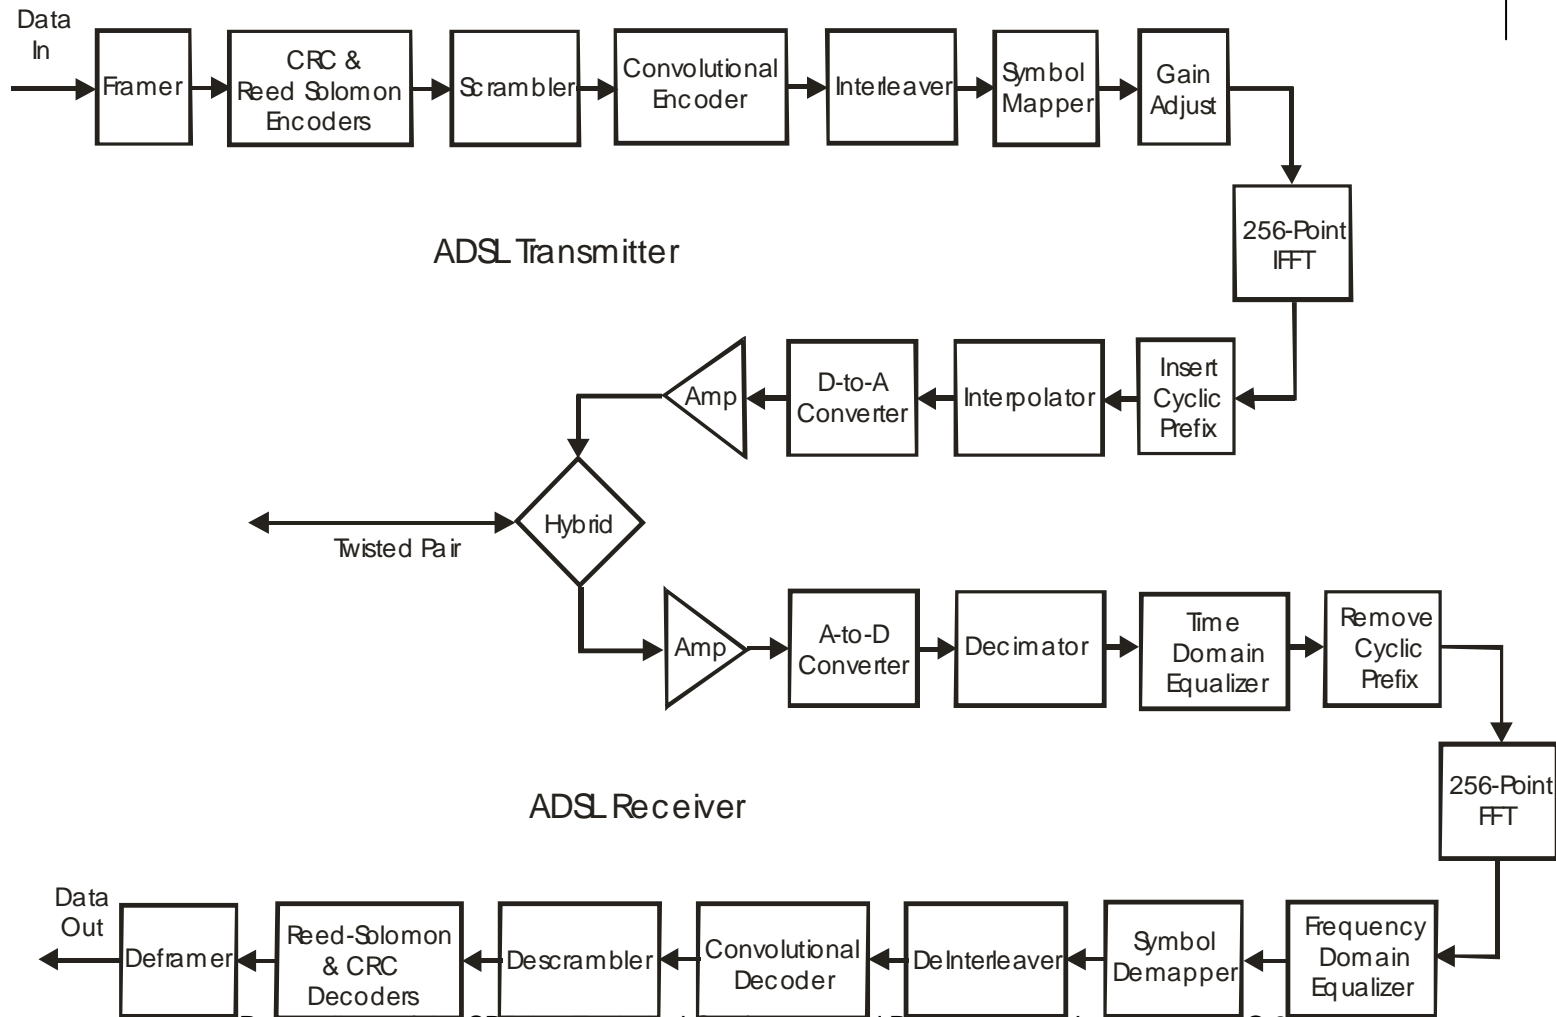 Data
In
Framer
CRC &
Reed Solomon
Encoders
Scrambler
Convolutional
Encoder
Interleaver
Symbol
Mapper
Gain
Adjust
256-Point
IFFT
ADSL Transmitter
Insert
Cyclic
Prefix
Interpolator
D-to-A
Converter
Amp
Hybrid
Twisted Pair
Amp
A-to-D
Converter
Decimator
Time
Domain
Equalizer
Remove
Cyclic
Prefix
256-Point
FFT
ADSL Receiver
Frequency
Domain
Equalizer
Symbol
Demapper
DeInterleaver
Convolutional
Decoder
Descrambler
Reed-Solomon
& CRC
Decoders
Deframer
Data
Out